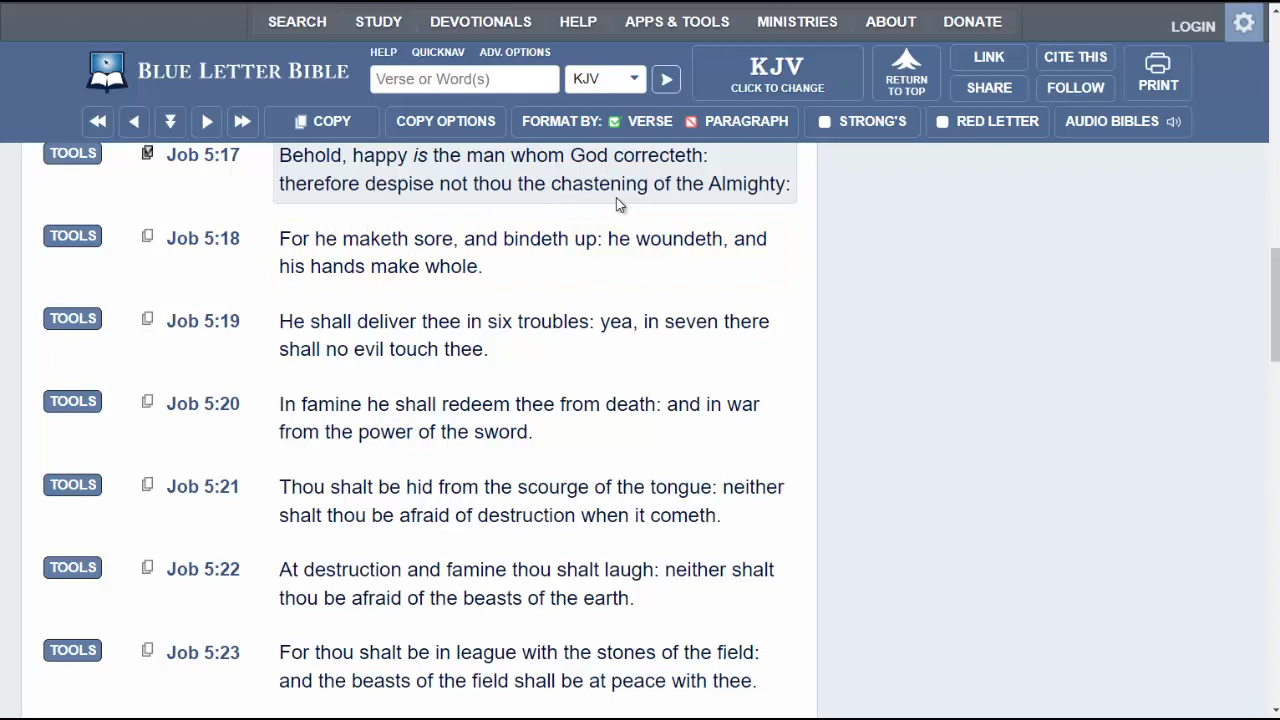 SEARCH STUDY DEVOTIONALS HELP APPS & TOOLS MINISTRIES ABOUT DONATE LOGIN
HELP QUICKNAV ADV. OPTIONS
BLUE LETTER BIBLE
Verse or Word(s) KJV
KJV
CLICK TO CHANGE
RETURN
TO TOP
LINK CITE THIS
SHARE FOLLOW
PRINT
COPY COPY OPTIONS FORMAT BY: VERSE PARAGRAPH STRONG'S RED LETTER AUDIO BIBLES
TOOLS Job 5:17 Behold, happy is the man whom God correcteth:
therefore despise not thou the chastening of the Almighty:
TOOLS Job 5:18 For he maketh sore, and bindeth up: he woundeth, and
his hands make whole.
TOOLS Job 5:19 He shall deliver thee in six troubles: yea, in seven there
shall no evil touch thee.
TOOLS Job 5:20 In famine he shall redeem thee from death: and in war
from the power of the sword.
TOOLS Job 5:21 Thou shalt be hid from the scourge of the tongue: neither
shalt thou be afraid of destruction when it cometh.
TOOLS Job 5:22 At destruction and famine thou shalt laugh: neither shalt
thou be afraid of the beasts of the earth.
TOOLS Job 5:23 For thou shalt be in league with the stones of the field:
and the beasts of the field shall be at peace with thee.